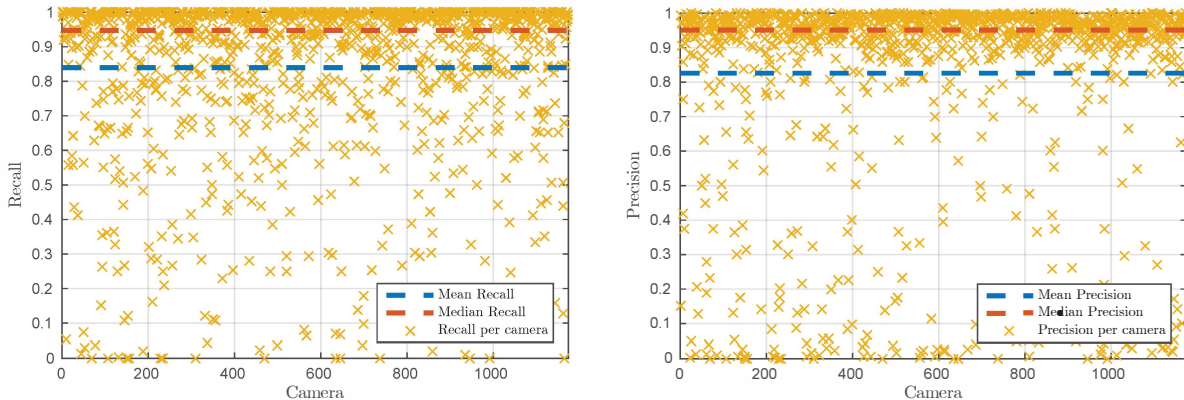 1
0.9
0.8
0.7
0.6
0.5
0.4
0.3
0.2
0.1
0
Recall
0 200 400 600 800 1000
Camera
Mean Recall
Median Recall
Recall per camera
1
0.9
0.8
0.7
0.6
0.5
0.4
0.3
0.2
0.1
0
Precision
0 200 400 600 800 1000
Camera
Mean Precision
Median Precision
Precision per camera